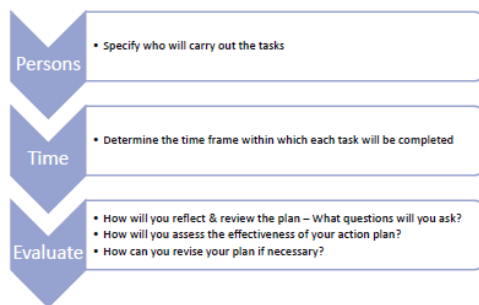 Persons
• Specify who will carry out the tasks
Time
• Determine the time frame within which each task will be completed
Evaluate
• How will you reflect & review the plan – What questions will you ask?
• How will you assess the effectiveness of your action plan?
• How can you revise your plan if necessary?